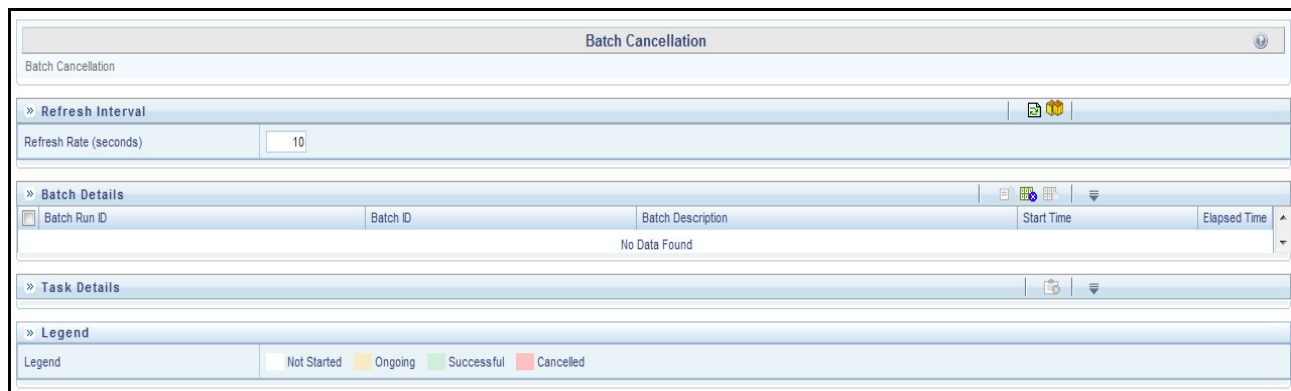 Batch Cancellation
Batch Cancellation
» Refresh Interval
Refresh Rate (seconds) 10
» Batch Details
Batch Run ID Batch ID Batch Description Start Time Elapsed Time
No Data Found
» Task Details
» Legend
Legend Not Started Ongoing Successful Cancelled